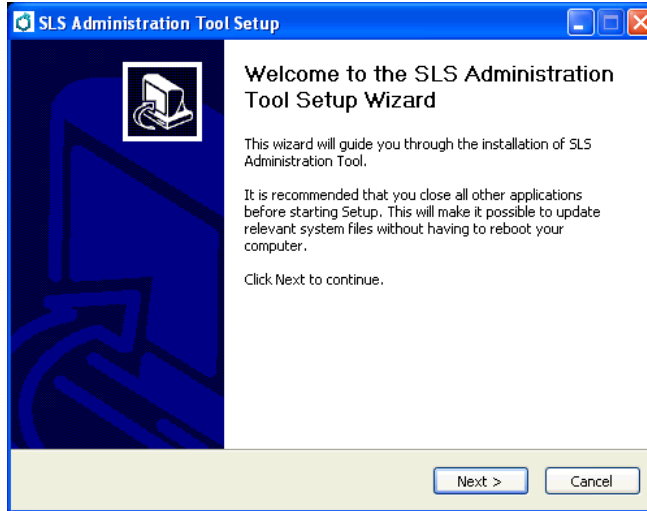 SLS Administration Tool Setup
Welcome to the SLS Administration
Tool Setup Wizard
This wizard will guide you through the installation of SLS
Administration Tool.
It is recommended that you close all other applications
before starting Setup. This will make it possible to update
relevant system files without having to reboot your
computer.
Click Next to continue.
Next >
Cancel